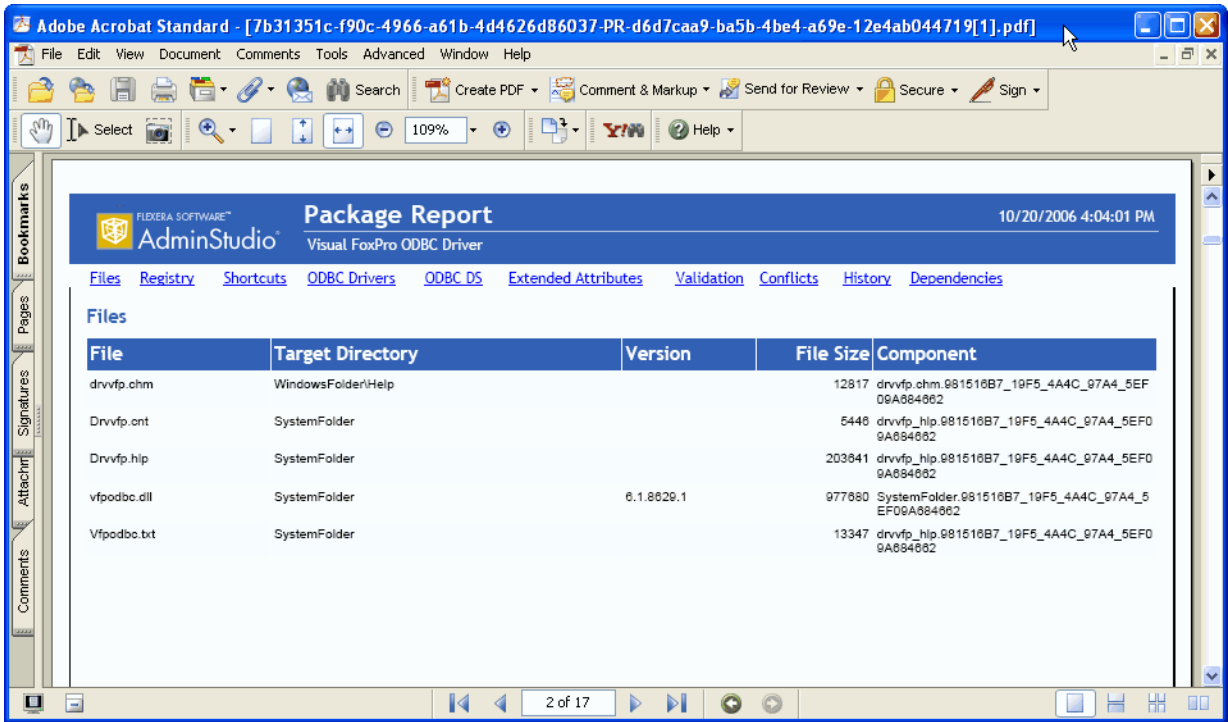 Adobe Acrobat Standard - [7b31351c-f90c-4966-a61b-4d4626d86037-PR-d6d7caa9-ba5b-4be4-a69e-12e4ab044719[1].pdf]
File Edit View Document Comments Tools Advanced Window Help
Search Create PDF Comment & Markup Send for Review Secure Sign
Select 109% Y! Help
Bookmarks
Pages
Signatures
Attachm
Comments
FLEXERA SOFTWARE™
AdminStudio
Package Report
10/20/2006 4:04:01 PM
Visual FoxPro ODBC Driver
Files Registry Shortcuts ODBC Drivers ODBC DS Extended Attributes Validation Conflicts History Dependencies
Files
File Target Directory Version File Size Component
drvvfp.chm WindowsFolder\Help 12817 drvvfp.chm.981516B7_19F5_4A4C_97A4_5EF
09A684662
Drvvfp.cnt SystemFolder 5446 drvvfp_hlp.981516B7_19F5_4A4C_97A4_5EF0
9A684662
Drvvfp.hlp SystemFolder 203641 drvvfp_hlp.981516B7_19F5_4A4C_97A4_5EF0
9A684662
vfpodbc.dll SystemFolder 6.1.8629.1 977680 SystemFolder.981516B7_19F5_4A4C_97A4_5
EF09A684662
Vfpodbc.txt SystemFolder 13347 drvvfp_hlp.981516B7_19F5_4A4C_97A4_5EF0
9A684662
2 of 17